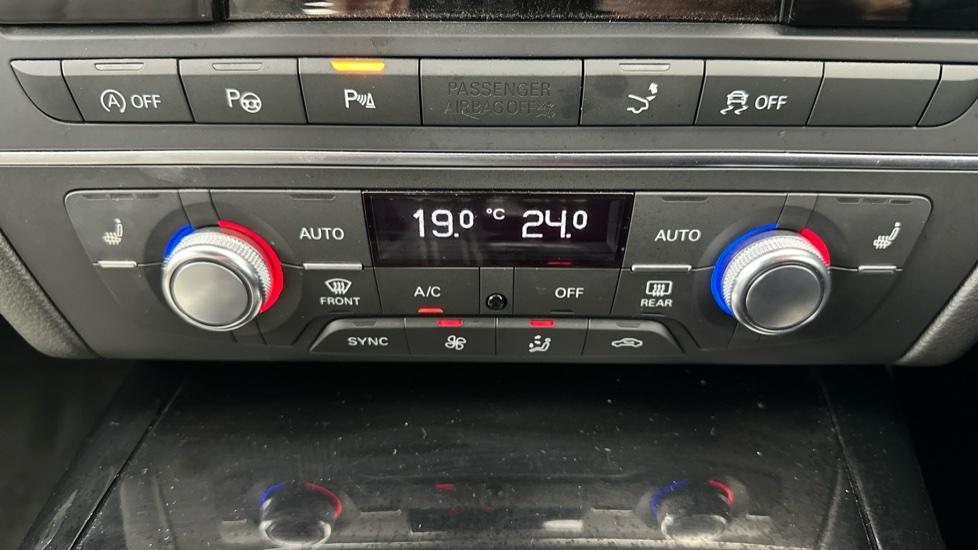 A OFF
P
P
PASSENGER
AIRBAG OFF
OFF
AUTO
19.0 °C 24.0
AUTO
FRONT
A/C
OFF
REAR
SYNC